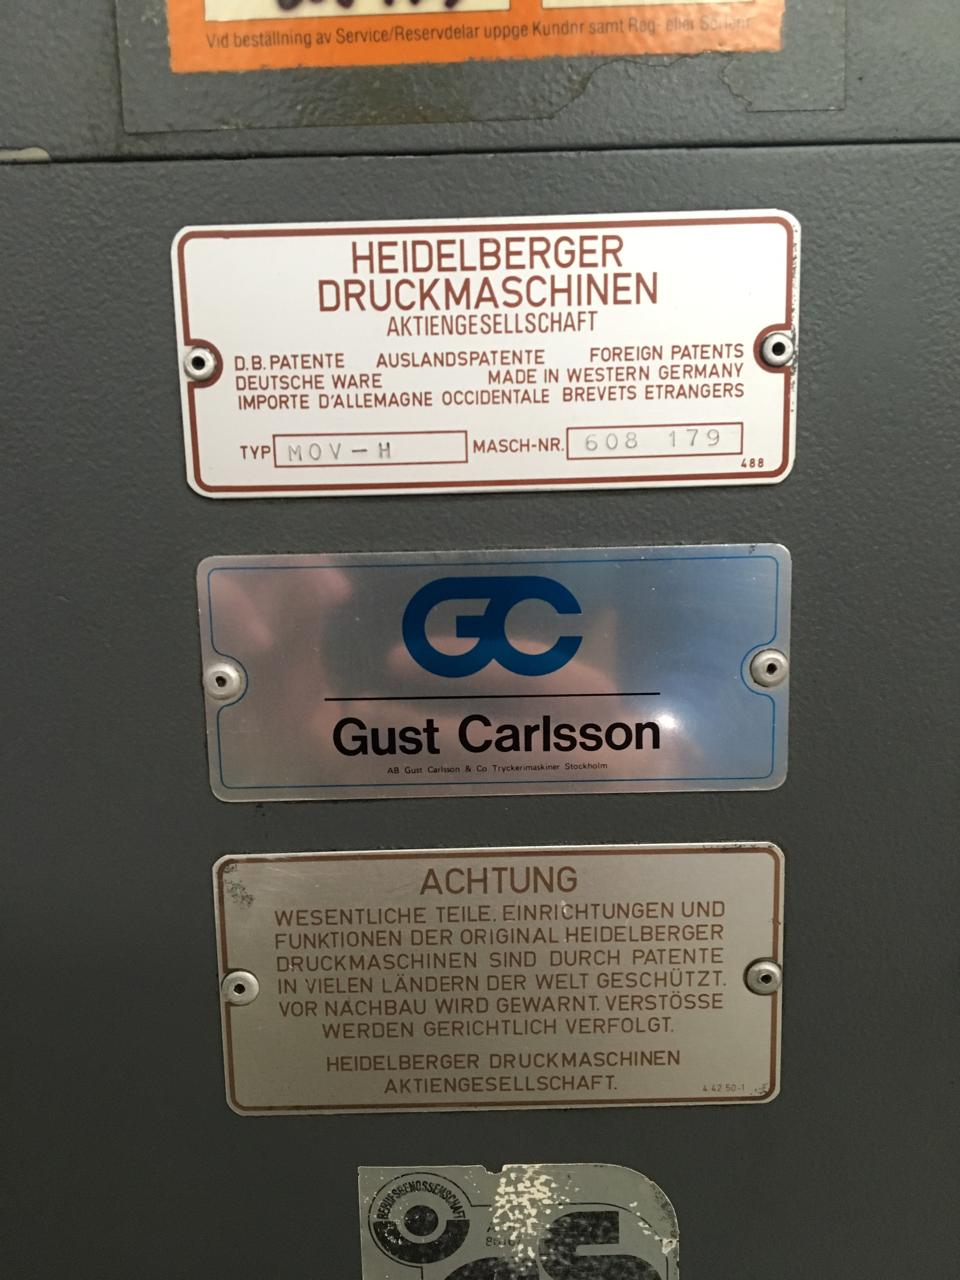 Vid beställning av Service/Reservdelar uppge Kundnr samt Reg- eller Serienr
HEIDELBERGER
DRUCKMASCHINEN
AKTIENGESELLSCHAFT
D.B. PATENTE AUSLANDSPATENTE FOREIGN PATENTS
DEUTSCHE WARE MADE IN WESTERN GERMANY
IMPORTE D'ALLEMAGNE OCCIDENTALE BREVETS ETRANGERS
TYP MOV-H MASCH-NR. 608 179
488
GC
Gust Carlsson
AB Gust Carlsson & Co Tryckerimaskiner Stockholm
ACHTUNG
WESENTLICHE TEILE, EINRICHTUNGEN UND
FUNKTIONEN DER ORIGINAL HEIDELBERGER
DRUCKMASCHINEN SIND DURCH PATENTE
IN VIELEN LÄNDERN DER WELT GESCHÜTZT.
VOR NACHBAU WIRD GEWARNT. VERSTÖSSE
WERDEN GERICHTLICH VERFOLGT.
HEIDELBERGER DRUCKMASCHINEN
AKTIENGESELLSCHAFT.
4 42 50-1
BERUFSGENOSSENSCHAFT